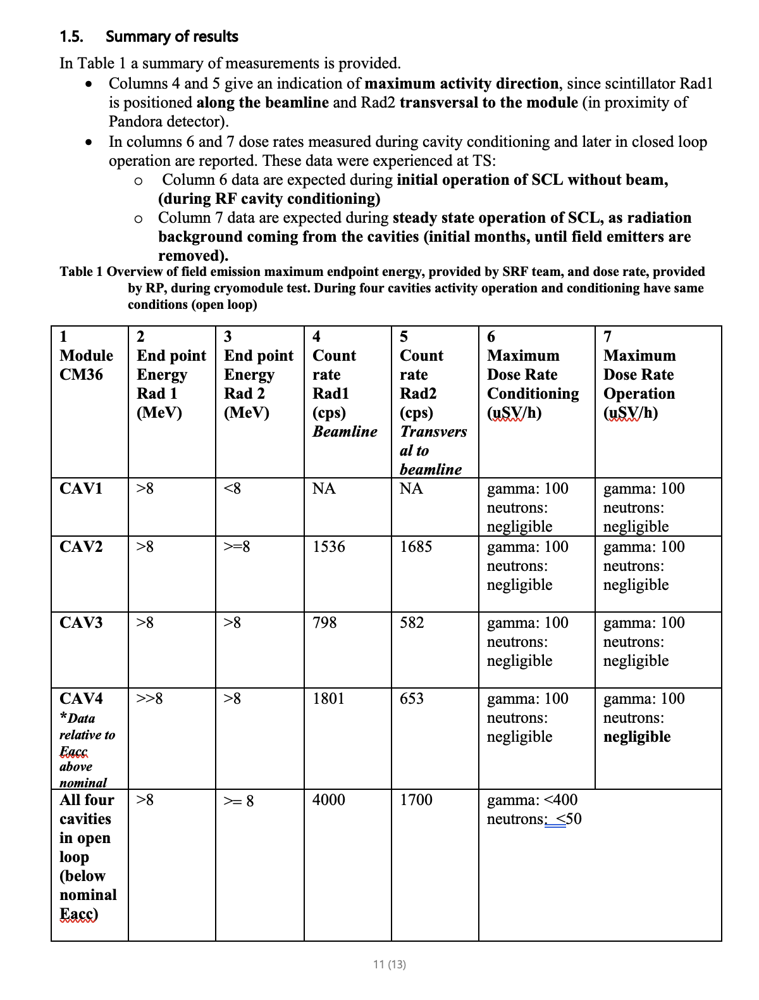 1.5. Summary of results
In Table 1 a summary of measurements is provided.
• Columns 4 and 5 give an indication of maximum activity direction, since scintillator Rad1
is positioned along the beamline and Rad2 transversal to the module (in proximity of
Pandora detector).
• In columns 6 and 7 dose rates measured during cavity conditioning and later in closed loop
operation are reported. These data were experienced at TS:
o Column 6 data are expected during initial operation of SCL without beam,
(during RF cavity conditioning)
o Column 7 data are expected during steady state operation of SCL, as radiation
background coming from the cavities (initial months, until field emitters are
removed).
Table 1 Overview of field emission maximum endpoint energy, provided by SRF team, and dose rate, provided
by RP, during cryomodule test. During four cavities activity operation and conditioning have same
conditions (open loop)
1
Module
CM36
2
End point
Energy
Rad 1
(MeV)
3
End point
Energy
Rad 2
(MeV)
4
Count
rate
Rad1
(cps)
Beamline
5
Count
rate
Rad2
(cps)
Transvers
al to
beamline
6
Maximum
Dose Rate
Conditioning
(uSV/h)
7
Maximum
Dose Rate
Operation
(uSV/h)
CAV1
>8
<8
NA
NA
gamma: 100
neutrons:
negligible
gamma: 100
neutrons:
negligible
CAV2
>8
>=8
1536
1685
gamma: 100
neutrons:
negligible
gamma: 100
neutrons:
negligible
CAV3
>8
>8
798
582
gamma: 100
neutrons:
negligible
gamma: 100
neutrons:
negligible
CAV4
*Data
relative to
Eacc
above
nominal
>>8
>8
1801
653
gamma: 100
neutrons:
negligible
gamma: 100
neutrons:
negligible
All four
cavities
in open
loop
(below
nominal
Eacc)
>8
>= 8
4000
1700
gamma: <400
neutrons: <50
11 (13)